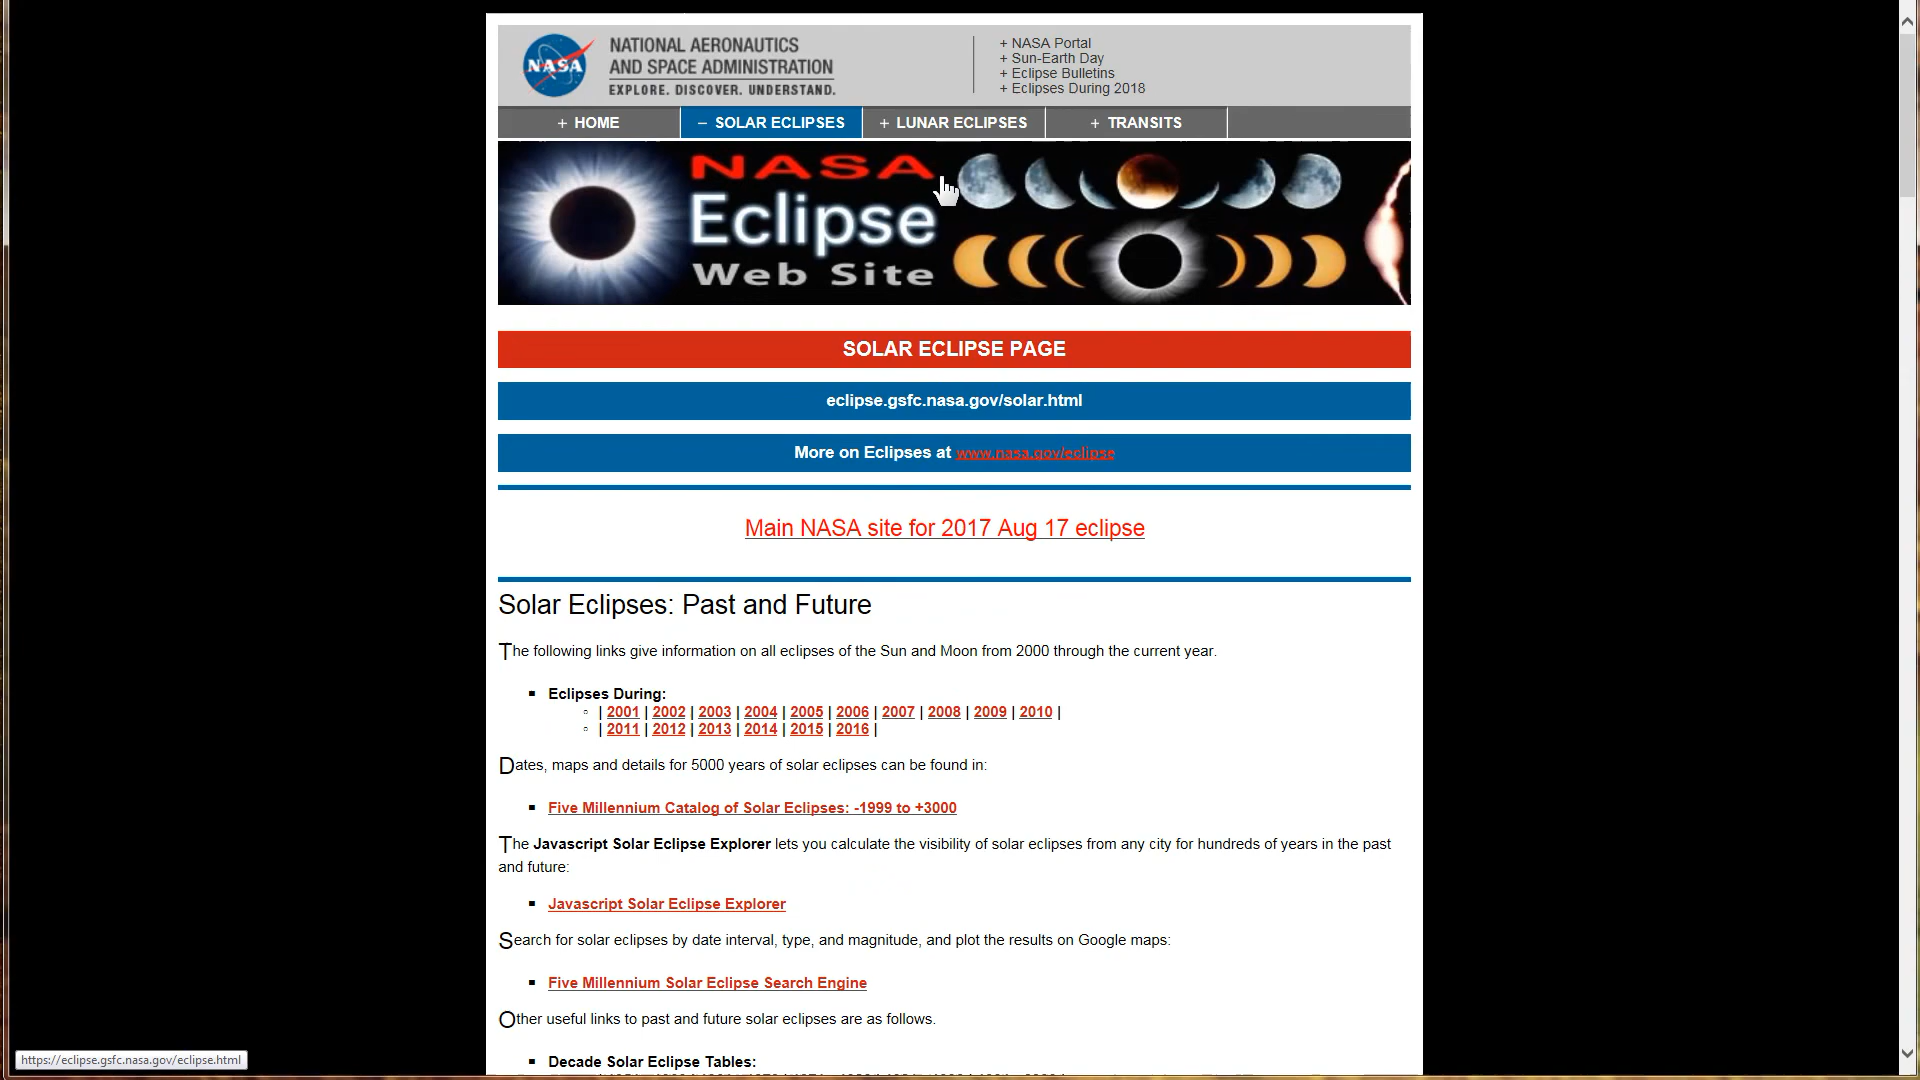 NASA
NATIONAL AERONAUTICS
AND SPACE ADMINISTRATION
EXPLORE. DISCOVER. UNDERSTAND.
+ NASA Portal
+ Sun-Earth Day
+ Eclipse Bulletins
+ Eclipses During 2018
+ HOME
− SOLAR ECLIPSES
+ LUNAR ECLIPSES
+ TRANSITS
NASA
Eclipse
Web Site
SOLAR ECLIPSE PAGE
eclipse.gsfc.nasa.gov/solar.html
More on Eclipses at www.nasa.gov/eclipse
Main NASA site for 2017 Aug 17 eclipse
Solar Eclipses: Past and Future
The following links give information on all eclipses of the Sun and Moon from 2000 through the current year.
Eclipses During:
| 2001 | 2002 | 2003 | 2004 | 2005 | 2006 | 2007 | 2008 | 2009 | 2010 |
| 2011 | 2012 | 2013 | 2014 | 2015 | 2016 |
Dates, maps and details for 5000 years of solar eclipses can be found in:
Five Millennium Catalog of Solar Eclipses: -1999 to +3000
The Javascript Solar Eclipse Explorer lets you calculate the visibility of solar eclipses from any city for hundreds of years in the past
and future:
Javascript Solar Eclipse Explorer
Search for solar eclipses by date interval, type, and magnitude, and plot the results on Google maps:
Five Millennium Solar Eclipse Search Engine
Other useful links to past and future solar eclipses are as follows.
Decade Solar Eclipse Tables:
https://eclipse.gsfc.nasa.gov/eclipse.html